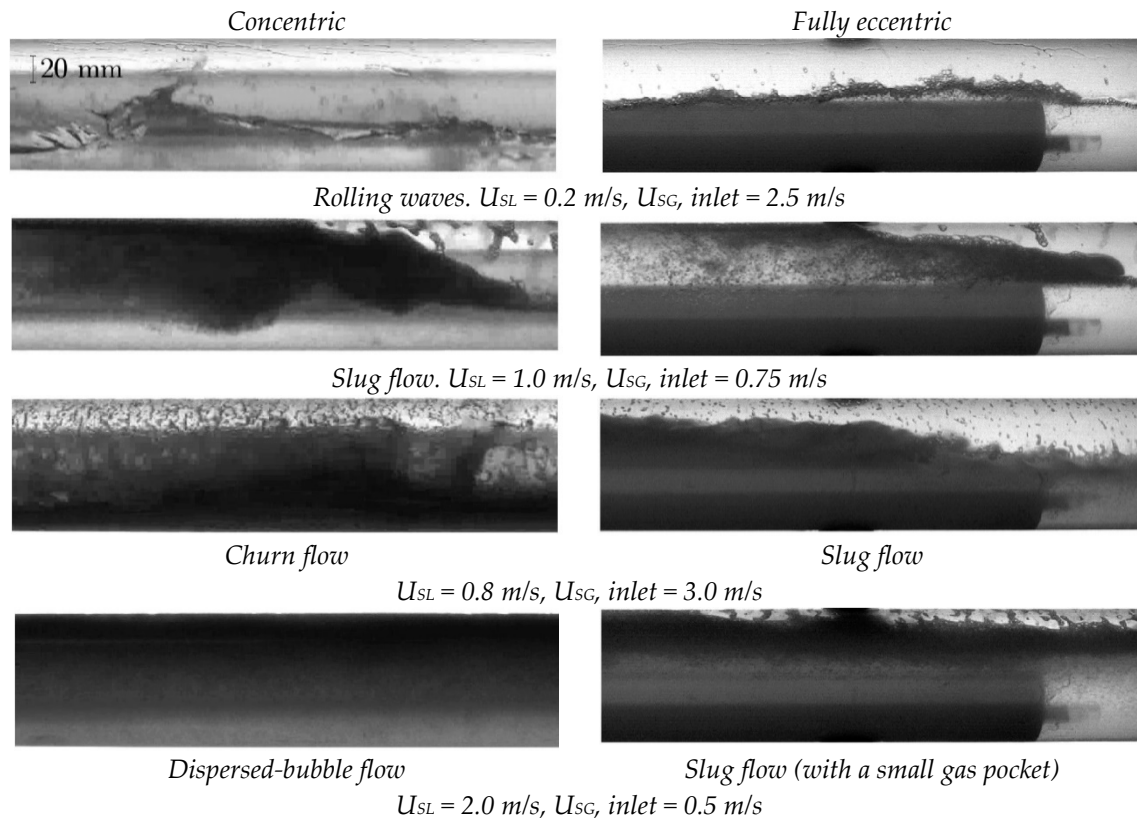 Concentric Fully eccentric
20 mm
Rolling waves. USL = 0.2 m/s, USG, inlet = 2.5 m/s
Slug flow. USL = 1.0 m/s, USG, inlet = 0.75 m/s
Churn flow Slug flow
USL = 0.8 m/s, USG, inlet = 3.0 m/s
Dispersed-bubble flow Slug flow (with a small gas pocket)
USL = 2.0 m/s, USG, inlet = 0.5 m/s